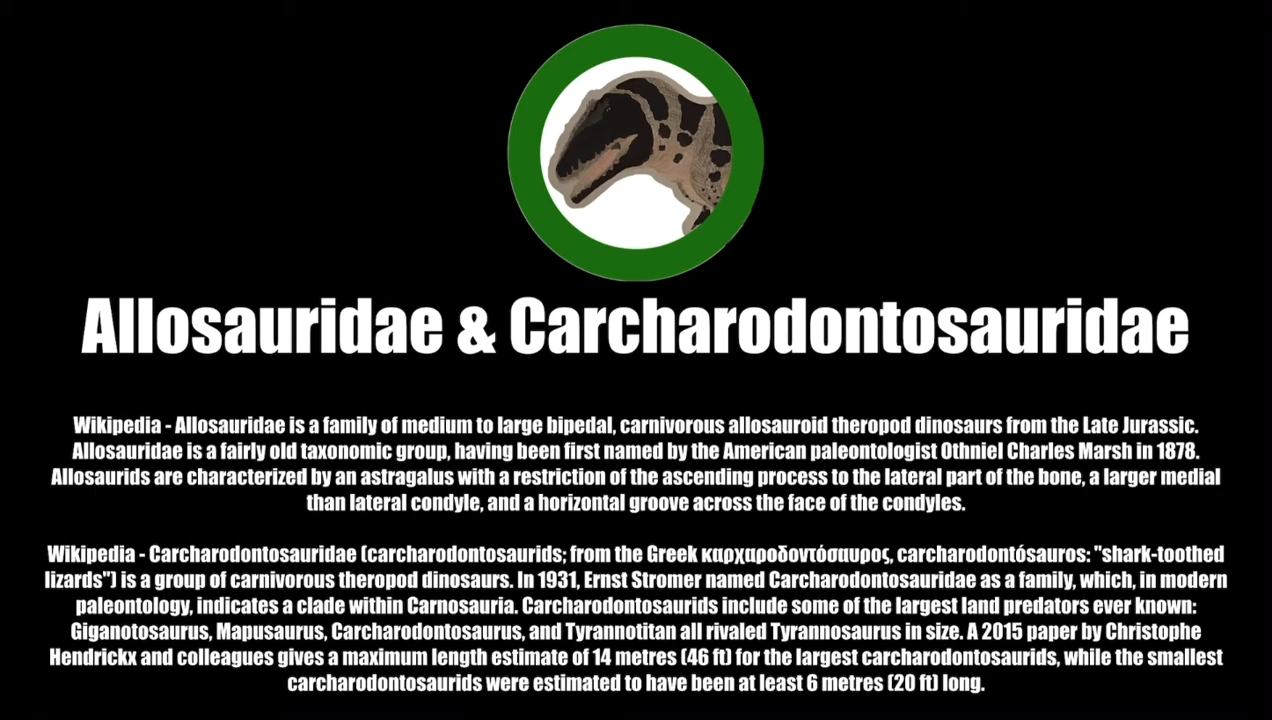 Allosauridae & Carcharodontosauridae
Wikipedia - Allosauridae is a family of medium to large bipedal, carnivorous allosauroid theropod dinosaurs from the Late Jurassic.
Allosauridae is a fairly old taxonomic group, having been first named by the American paleontologist Othniel Charles Marsh in 1878.
Allosaurids are characterized by an astragalus with a restriction of the ascending process to the lateral part of the bone, a larger medial
than lateral condyle, and a horizontal groove across the face of the condyles.
Wikipedia - Carcharodontosauridae (carcharodontosaurids; from the Greek καρχαροδοντόσαυρος, carcharodontósauros: "shark-toothed
lizards") is a group of carnivorous theropod dinosaurs. In 1931, Ernst Stromer named Carcharodontosauridae as a family, which, in modern
paleontology, indicates a clade within Carnosauria. Carcharodontosaurids include some of the largest land predators ever known:
Giganotosaurus, Mapusaurus, Carcharodontosaurus, and Tyrannotitan all rivaled Tyrannosaurus in size. A 2015 paper by Christophe
Hendrickx and colleagues gives a maximum length estimate of 14 metres (46 ft) for the largest carcharodontosaurids, while the smallest
carcharodontosaurids were estimated to have been at least 6 metres (20 ft) long.